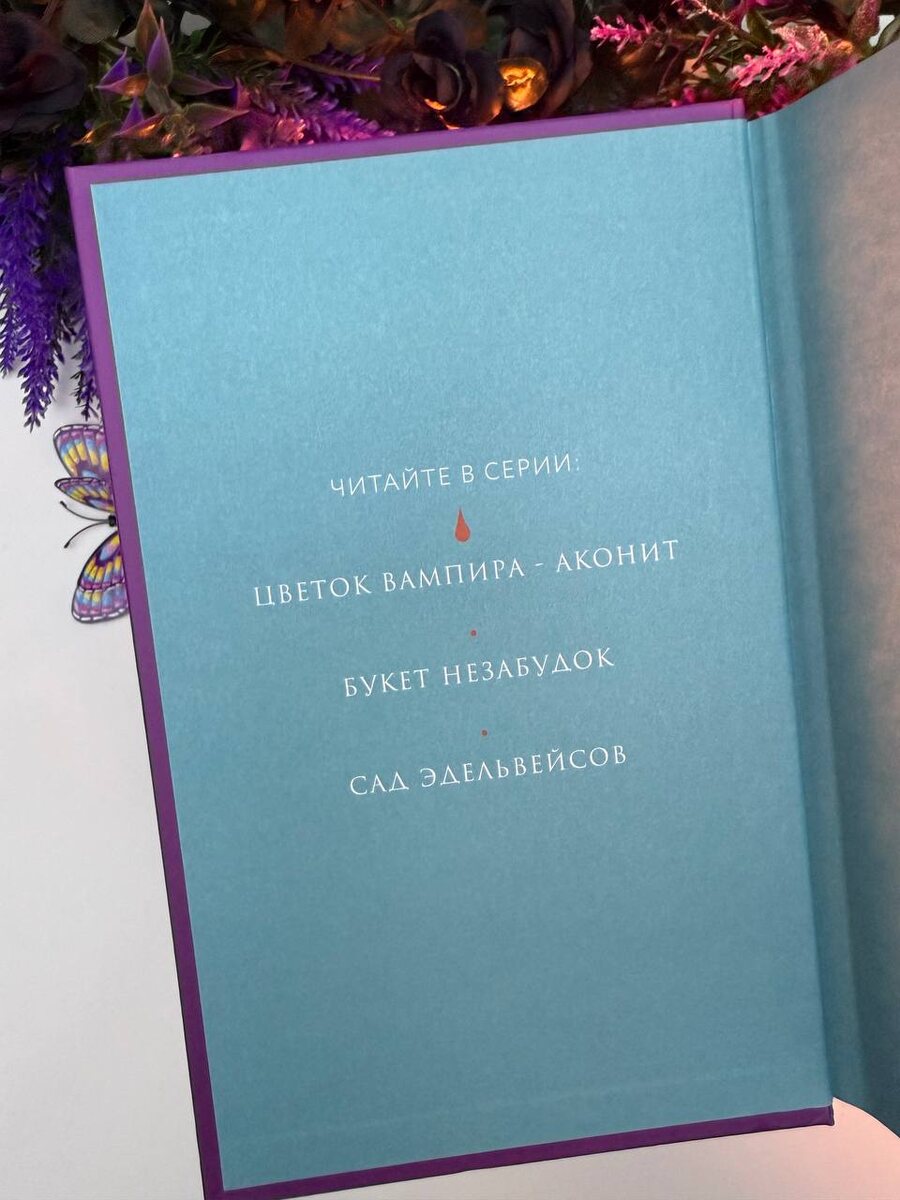 ЧИТАЙТЕ В СЕРИИ:
ЦВЕТОК ВАМПИРА - АКОНИТ
БУКЕТ НЕЗАБУДОК
САД ЭДЕЛЬВЕЙСОВ